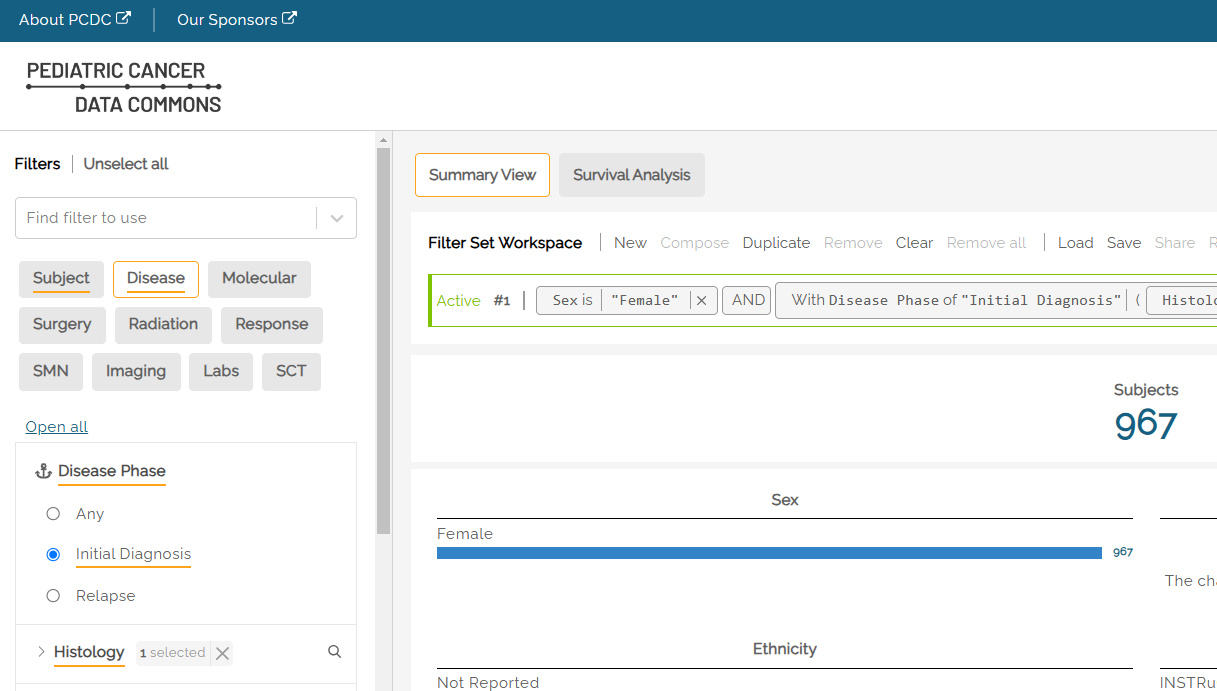 About PCDC
Our Sponsors
PEDIATRIC CANCER
DATA COMMONS
Filters
Unselect all
Find filter to use
Subject
Disease
Molecular
Surgery
Radiation
Response
SMN
Imaging
Labs
SCT
Open all
Disease Phase
Any
Initial Diagnosis
Relapse
Histology
1 selected
Summary View
Survival Analysis
Filter Set Workspace
New
Compose
Duplicate
Remove
Clear
Remove all
Load
Save
Share
R
Active #1 Sex is "Female" AND With Disease Phase of "Initial Diagnosis" ( Histolo
Subjects
967
Sex
Female
967
The cha
Ethnicity
Not Reported
INSTRu